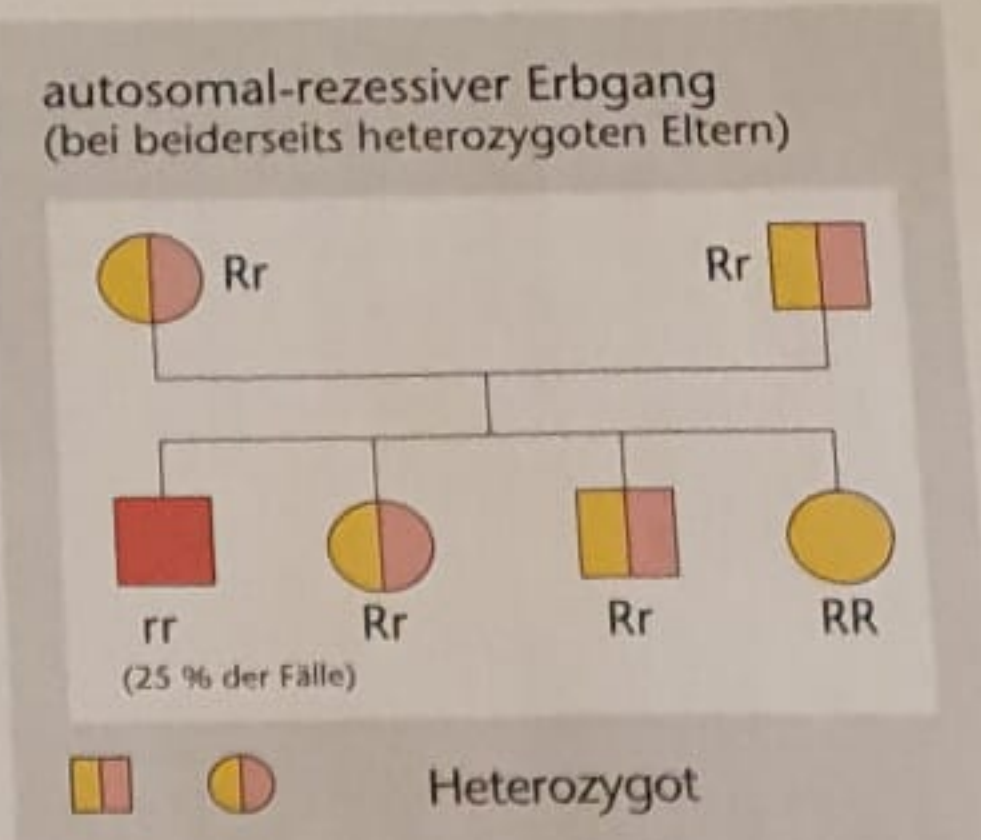 autosomal-rezessiver Erbgang
(bei beiderseits heterozygoten Eltern)
Rr Rr
rr Rr Rr RR
(25 % der Fälle)
Heterozygot